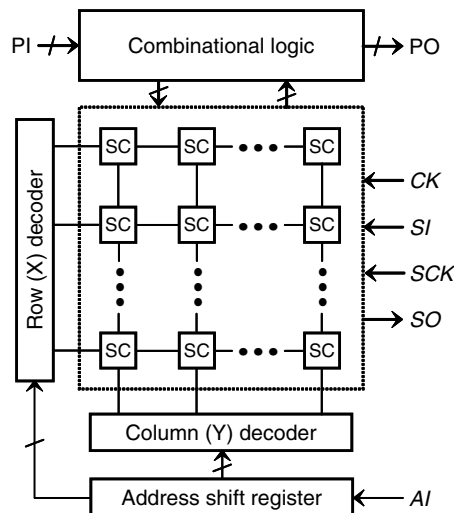 PI
Combinational logic
PO
Row (X) decoder
SC SC SC
SC SC SC
SC SC SC
CK
SI
SCK
SO
Column (Y) decoder
Address shift register
AI